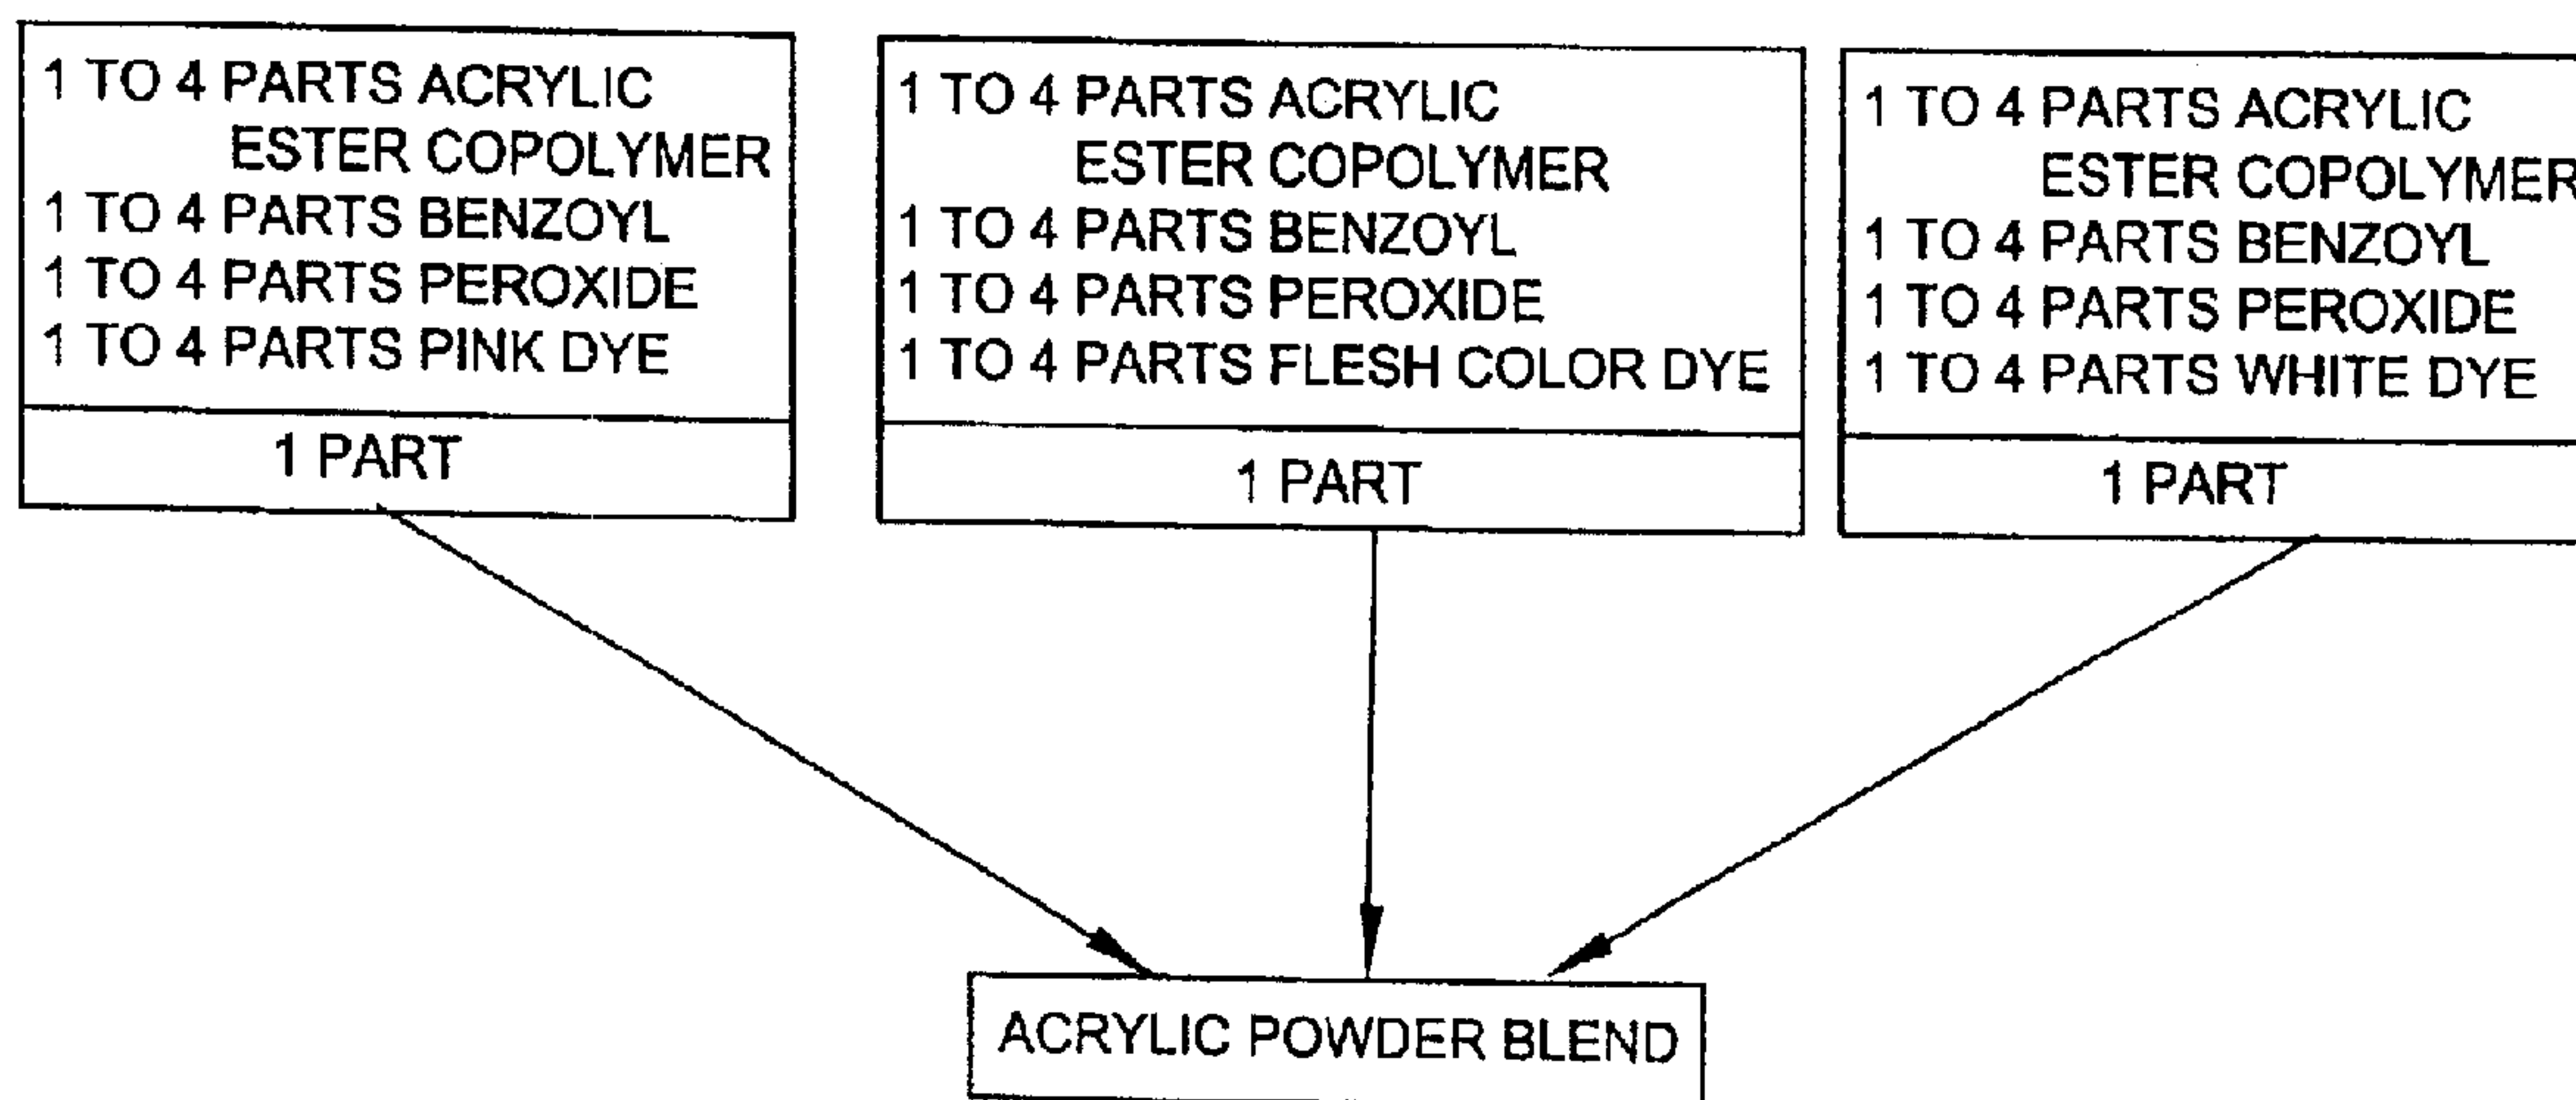 1 TO 4 PARTS ACRYLIC
ESTER COPOLYMER
1 TO 4 PARTS BENZOYL
1 TO 4 PARTS PEROXIDE
1 TO 4 PARTS PINK DYE
1 PART
1 TO 4 PARTS ACRYLIC
ESTER COPOLYMER
1 TO 4 PARTS BENZOYL
1 TO 4 PARTS PEROXIDE
1 TO 4 PARTS FLESH COLOR DYE
1 PART
1 TO 4 PARTS ACRYLIC
ESTER COPOLYMER
1 TO 4 PARTS BENZOYL
1 TO 4 PARTS PEROXIDE
1 TO 4 PARTS WHITE DYE
1 PART
ACRYLIC POWDER BLEND